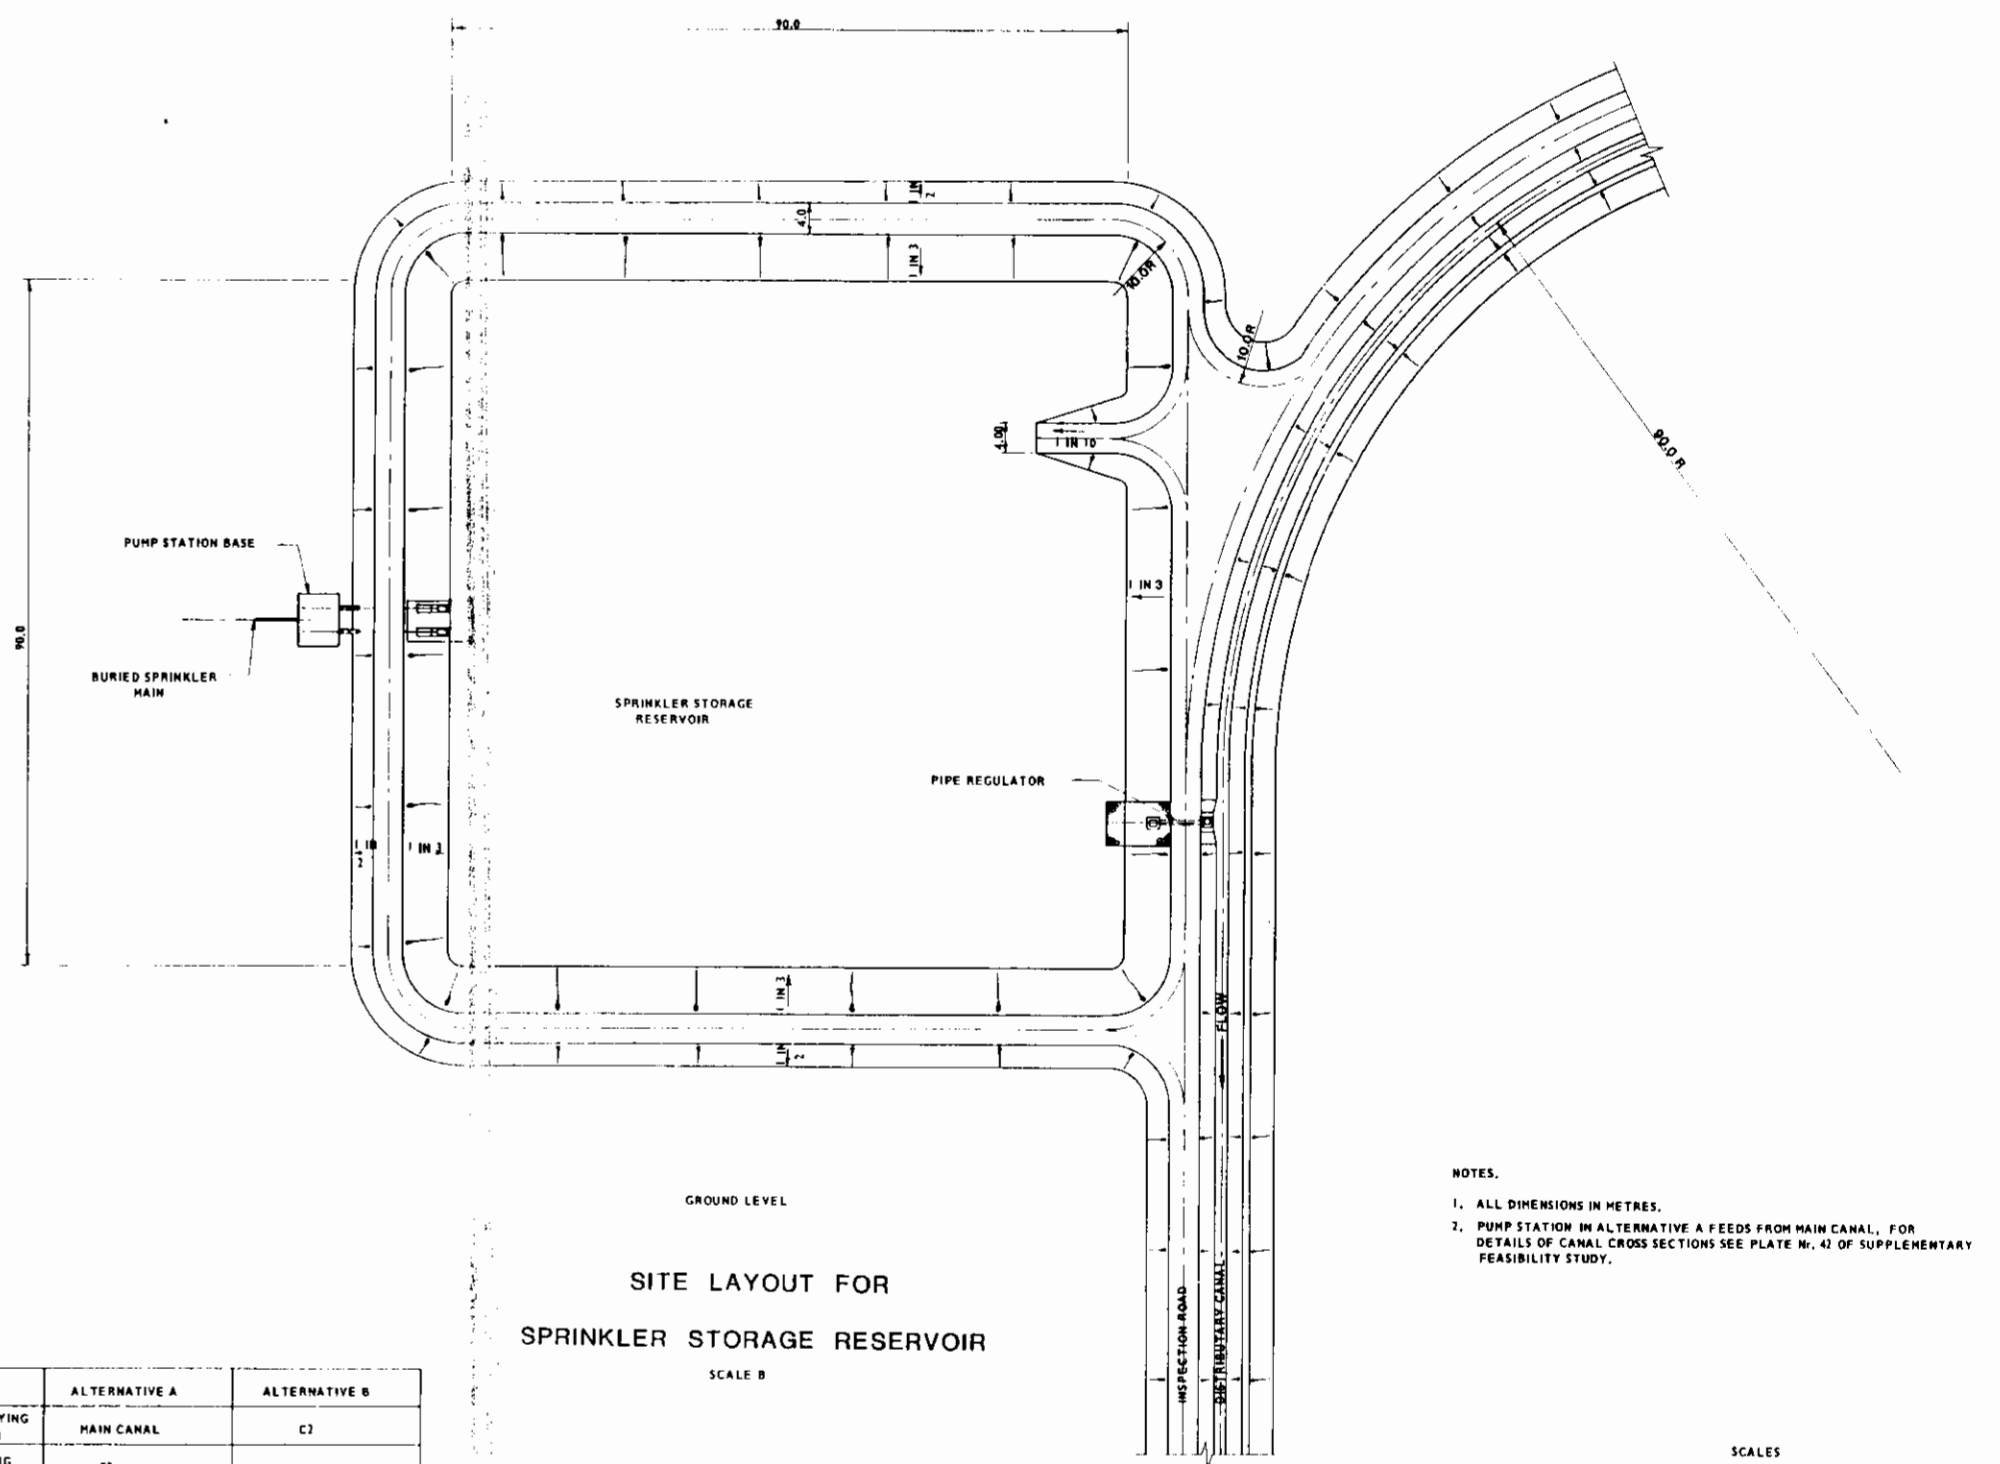 90.0
1 IN
2
4.0
1 IN 3
10.0R
10.0R
4.00
1 IN 10
90.0 R
PUMP STATION BASE
1 IN 3
90.0
BURIED SPRINKLER
MAIN
SPRINKLER STORAGE
RESERVOIR
PIPE REGULATOR
1 IN
2
1 IN 3
1 IN 3
FLOW
1 IN
2
NOTES.
1. ALL DIMENSIONS IN METRES.
2. PUMP STATION IN ALTERNATIVE A FEEDS FROM MAIN CANAL, FOR
DETAILS OF CANAL CROSS SECTIONS SEE PLATE Nr. 42 OF SUPPLEMENTARY
FEASIBILITY STUDY.
GROUND LEVEL
SITE LAYOUT FOR
SPRINKLER STORAGE RESERVOIR
SCALE B
INSPECTION ROAD
DISTRIBUTARY CANAL
ALTERNATIVE A
ALTERNATIVE B
YING
MAIN CANAL
C2
SCALES